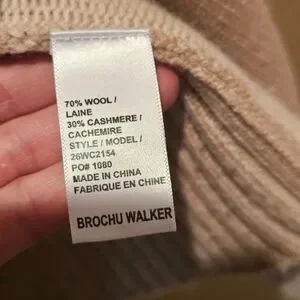 70% WOOL /
LAINE
30% CASHMERE /
CACHEMIRE
STYLE / MODEL /
26WC2154
PO# 1080
MADE IN CHINA
FABRIQUE EN CHINE
BROCHU WALKER